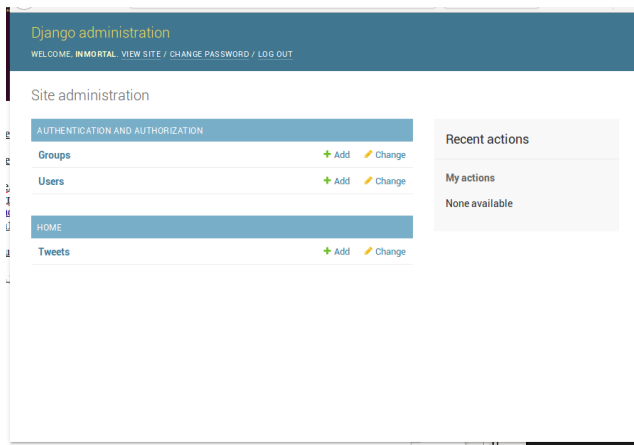 Django administration
WELCOME, INMORTAL. VIEW SITE / CHANGE PASSWORD / LOG OUT
Site administration
AUTHENTICATION AND AUTHORIZATION
Groups Add Change
Users Add Change
HOME
Tweets Add Change
Recent actions
My actions
None available